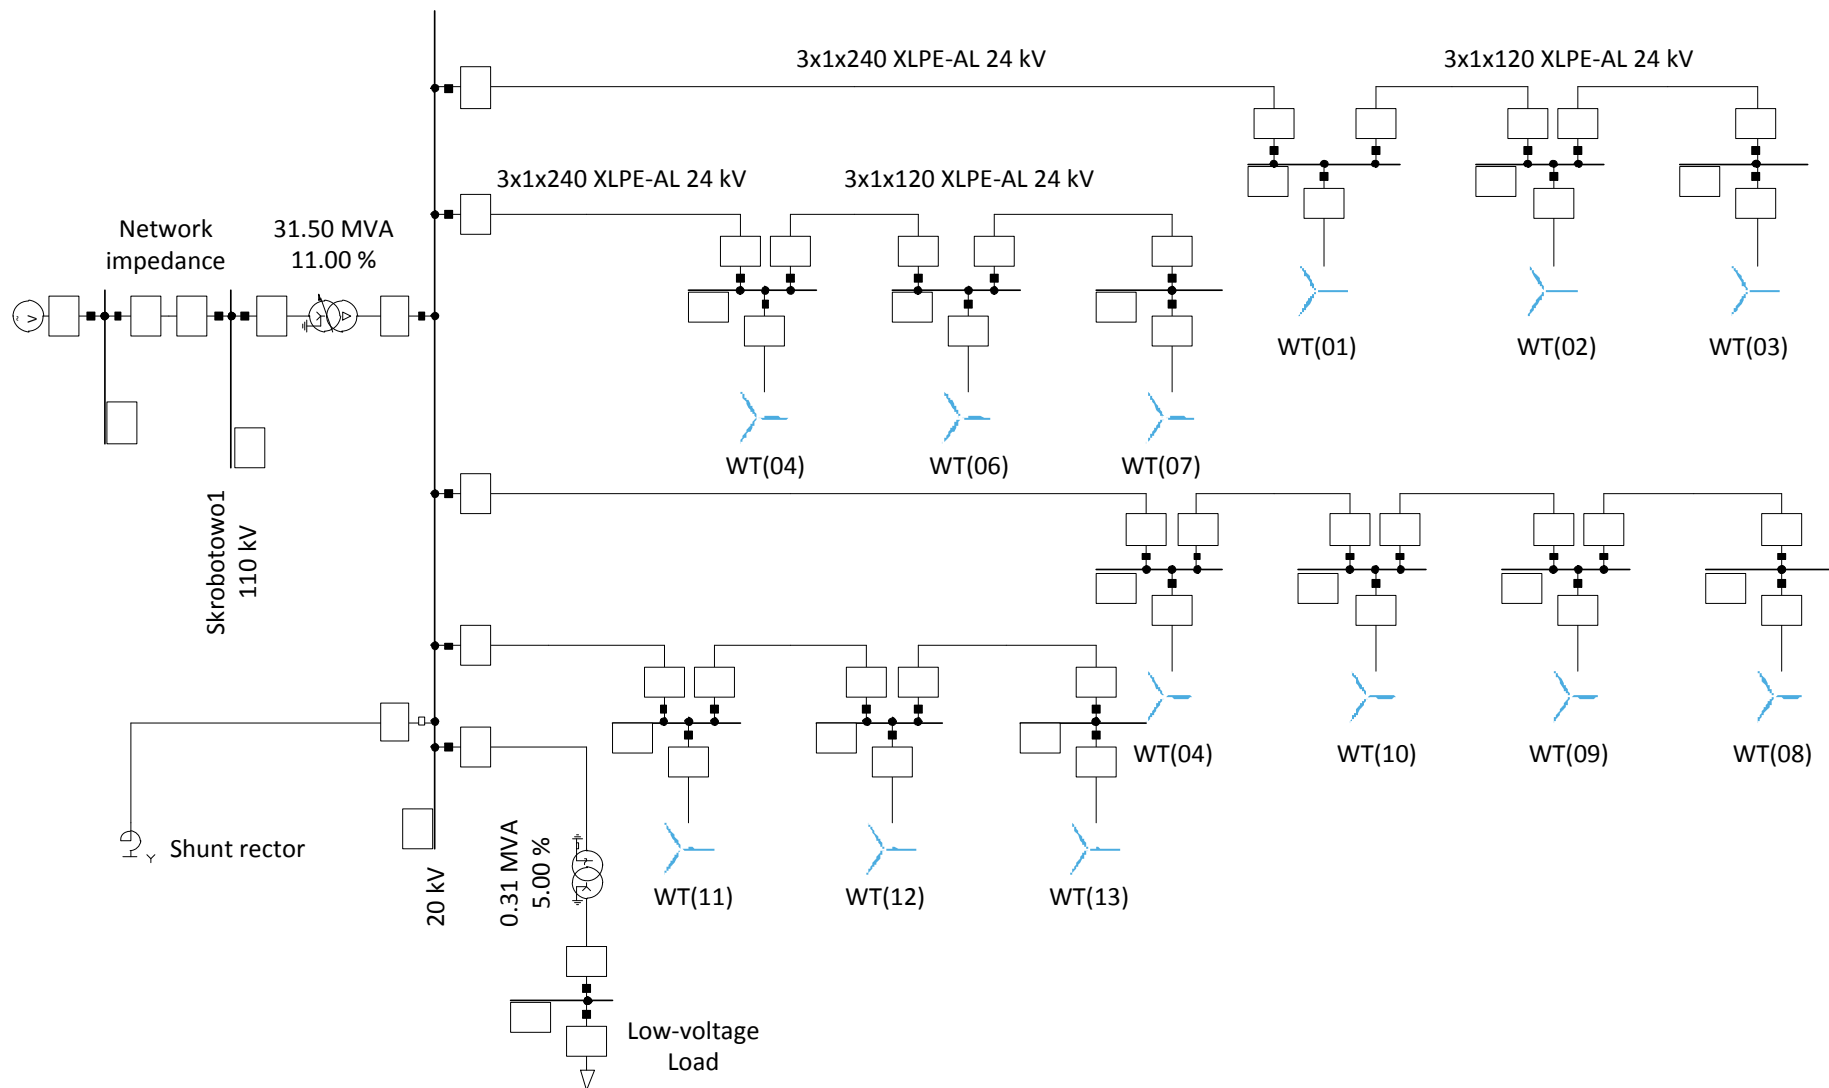 3x1x240 XLPE-AL 24 kV
3x1x120 XLPE-AL 24 kV
3x1x240 XLPE-AL 24 kV
3x1x120 XLPE-AL 24 kV
Network
impedance
31.50 MVA
11.00 %
V
WT(01)
WT(02)
WT(03)
WT(04)
WT(06)
WT(07)
Skrobotowo1
110 kV
WT(04)
WT(10)
WT(09)
WT(08)
Shunt rector
Y
20 kV
0.31 MVA
5.00 %
WT(11)
WT(12)
WT(13)
Low-voltage
Load